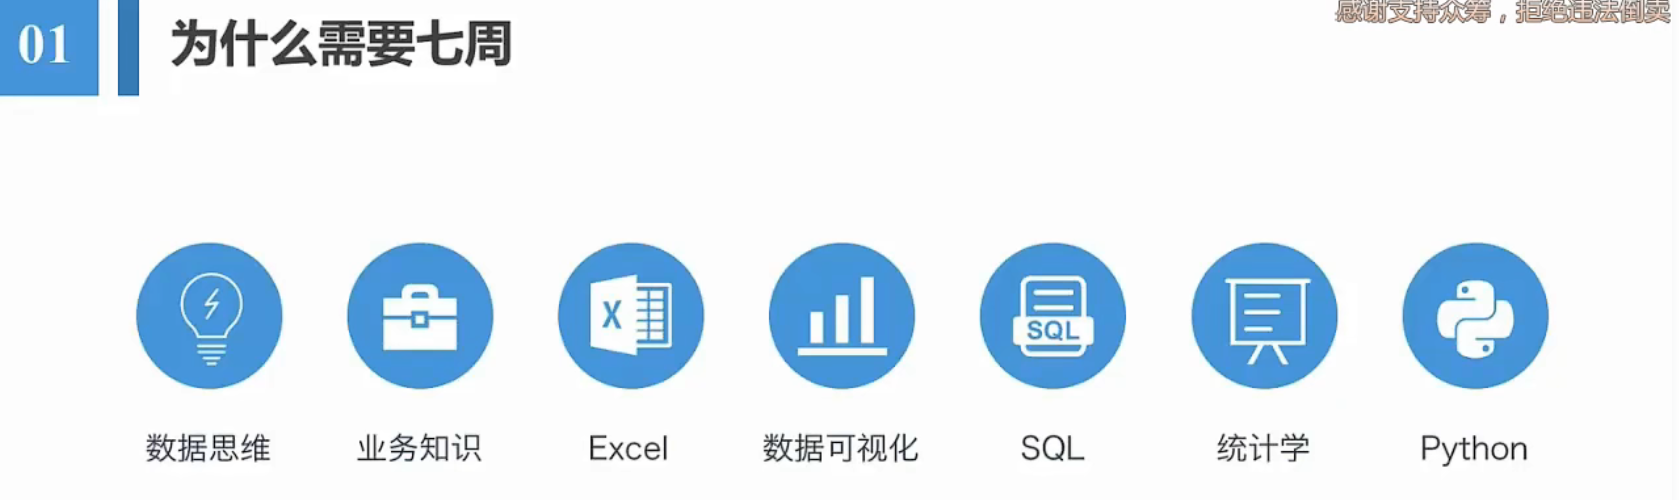 感谢支持众筹，拒绝违法倒卖
01
为什么需要七周
X
SQL
数据思维
业务知识
Excel
数据可视化
SQL
统计学
Python